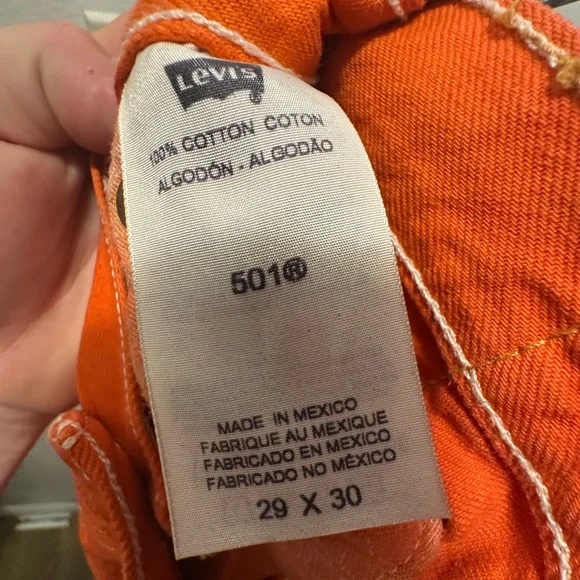 Levi's
100% COTTON COTON
ALGODÓN - ALGODÃO
501®
MADE IN MEXICO
FABRIQUE AU MEXIQUE
FABRICADO EN MEXICO
FABRICADO NO MÉXICO
29 X 30